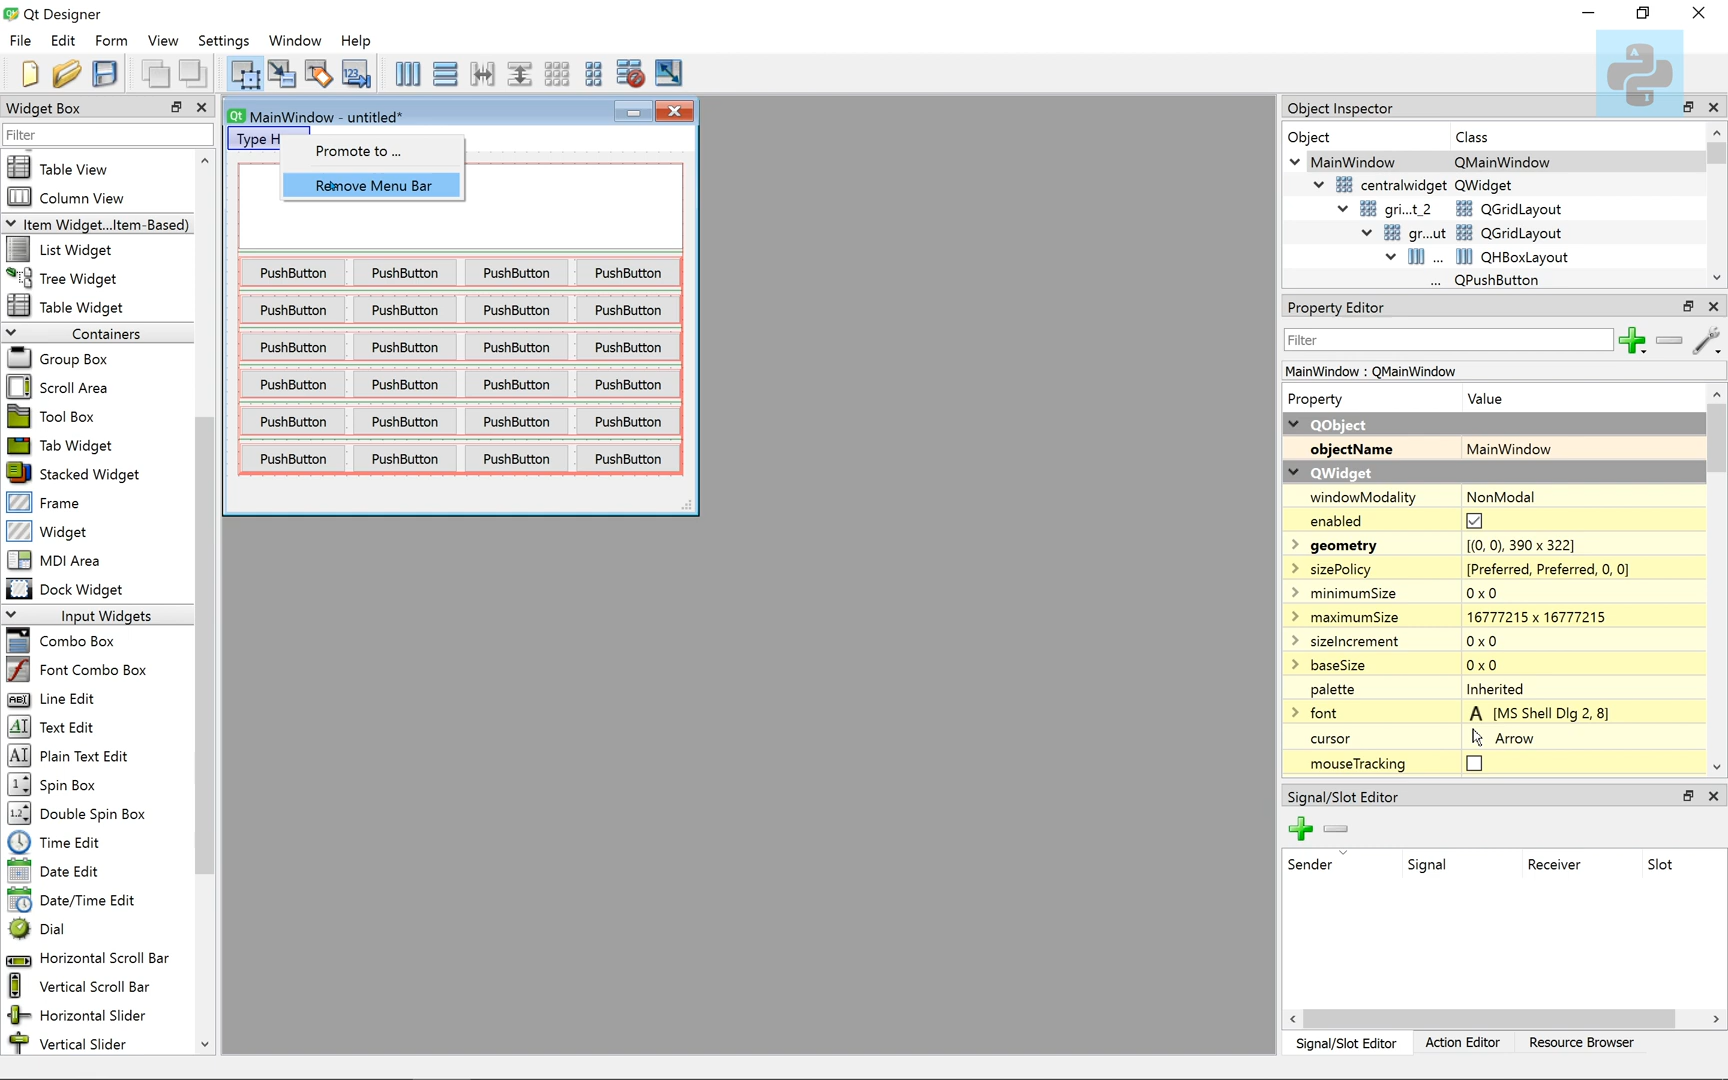 Qt Designer
File Edit Form View Settings Window Help
Widget Box
Filter
Table View
Column View
Item Widget...Item-Based)
List Widget
Tree Widget
Table Widget
Containers
Group Box
Scroll Area
Tool Box
Tab Widget
Stacked Widget
Frame
Widget
MDI Area
Dock Widget
Input Widgets
Combo Box
Font Combo Box
Line Edit
Text Edit
Plain Text Edit
Spin Box
Double Spin Box
Time Edit
Date Edit
Date/Time Edit
Dial
Horizontal Scroll Bar
Vertical Scroll Bar
Horizontal Slider
Vertical Slider
MainWindow - untitled*
Type H
Promote to ...
Remove Menu Bar
PushButton PushButton PushButton PushButton
PushButton PushButton PushButton PushButton
PushButton PushButton PushButton PushButton
PushButton PushButton PushButton PushButton
PushButton PushButton PushButton PushButton
PushButton PushButton PushButton PushButton
Object Inspector
Object Class
MainWindow QMainWindow
centralwidget QWidget
gri...t_2 QGridLayout
gr...ut QGridLayout
... QHBoxLayout
... QPushButton
Property Editor
Filter
MainWindow : QMainWindow
Property Value
QObject
objectName MainWindow
QWidget
windowModality NonModal
enabled
geometry [(0, 0), 390 x 322]
sizePolicy [Preferred, Preferred, 0, 0]
minimumSize 0 x 0
maximumSize 16777215 x 16777215
sizeIncrement 0 x 0
baseSize 0 x 0
palette Inherited
font A [MS Shell Dlg 2, 8]
cursor Arrow
mouseTracking
Signal/Slot Editor
Sender Signal Receiver Slot
Signal/Slot Editor Action Editor Resource Browser